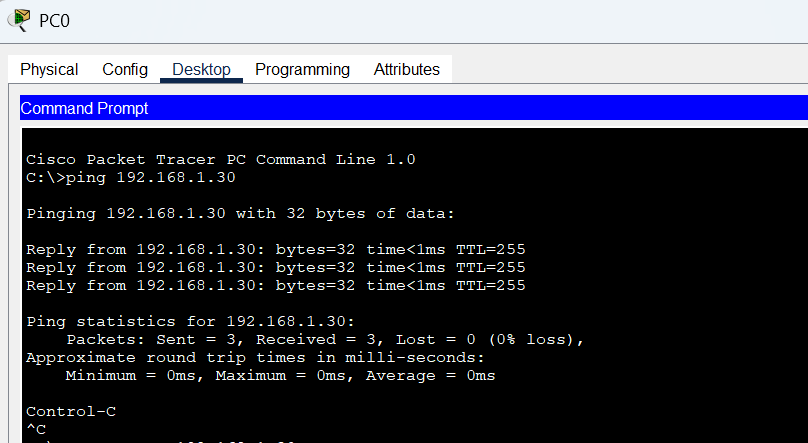 PC0
Physical Config Desktop Programming Attributes
Command Prompt
Cisco Packet Tracer PC Command Line 1.0
C:\>ping 192.168.1.30
Pinging 192.168.1.30 with 32 bytes of data:
Reply from 192.168.1.30: bytes=32 time<1ms TTL=255
Reply from 192.168.1.30: bytes=32 time<1ms TTL=255
Reply from 192.168.1.30: bytes=32 time<1ms TTL=255
Ping statistics for 192.168.1.30:
Packets: Sent = 3, Received = 3, Lost = 0 (0% loss),
Approximate round trip times in milli-seconds:
Minimum = 0ms, Maximum = 0ms, Average = 0ms
Control-C
^C